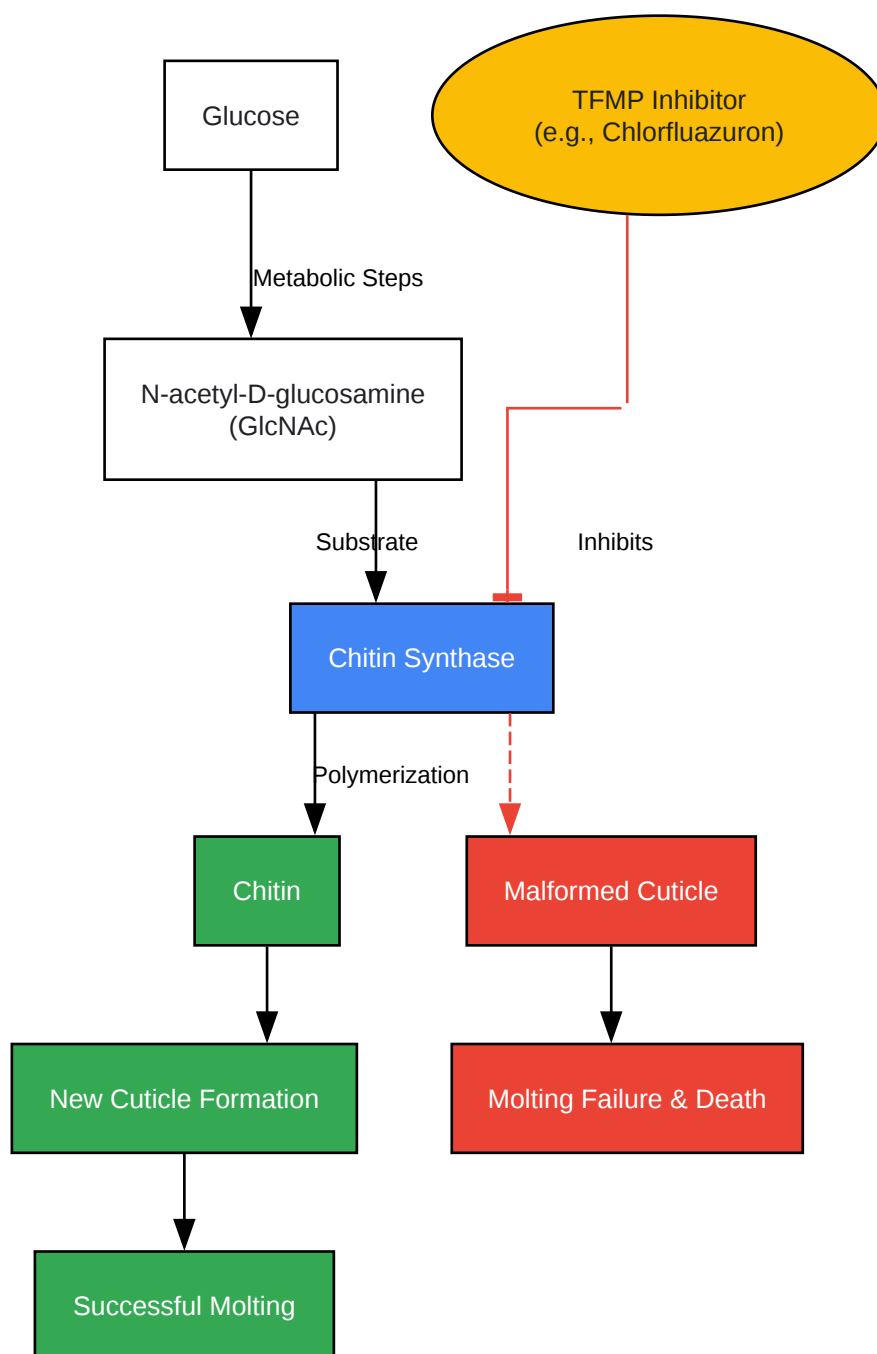 Glucose
TFMP Inhibitor
(e.g., Chlorfluazuron)
Metabolic Steps
N-acetyl-D-glucosamine
(GlcNAc)
Substrate
Inhibits
Chitin Synthase
Polymerization
Chitin
Malformed Cuticle
New Cuticle Formation
Molting Failure & Death
Successful Molting